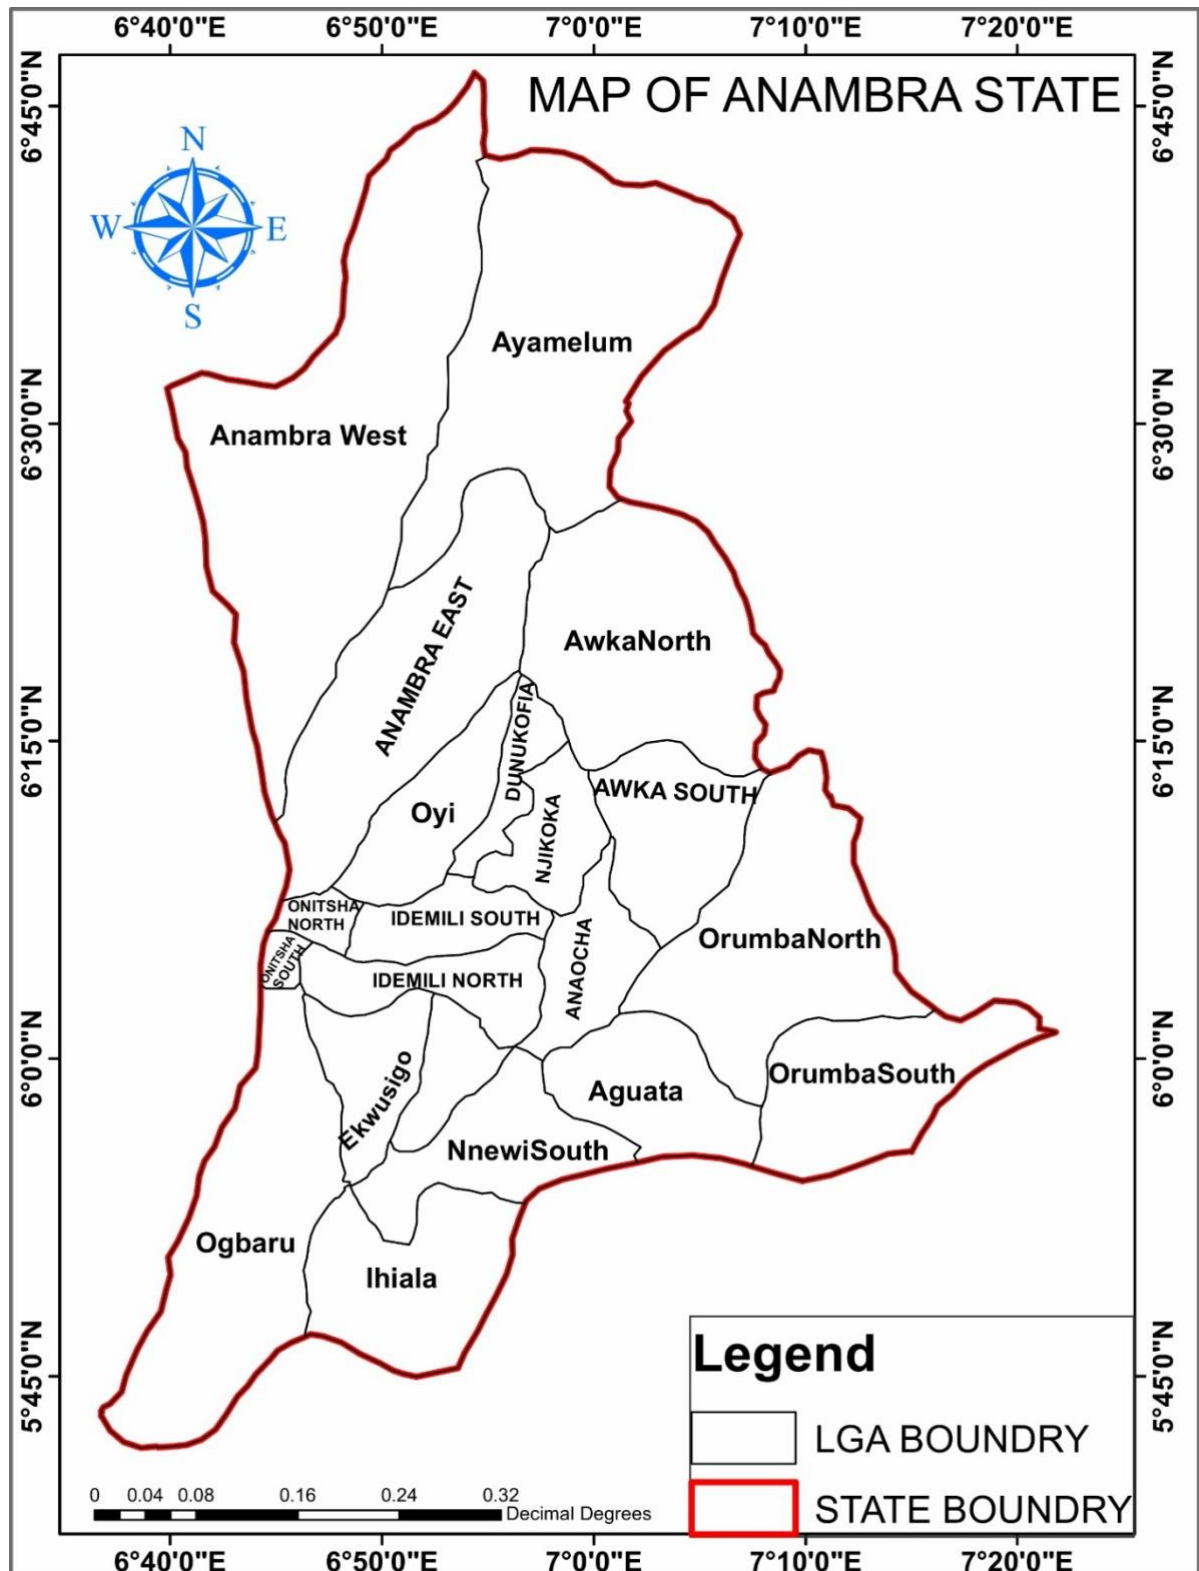 6°40'0"E
6°50'0"E
7°0'0"E
7°10'0"E
7°20'0"E
MAP OF ANAMBRA STATE
6°45'0"N
6°45'0"N
N
W
E
S
Ayamelum
6°30'0"N
Anambra West
6°30'0"N
ANAMBRA EAST
AwkaNorth
DUNUKOFIA
6°15'0"N
6°15'0"N
AWKA SOUTH
Oyi
NJIKOKA
ONITSHA
NORTH
IDEMILI SOUTH
OrumbaNorth
ONITSHA
SOUTH
IDEMILI NORTH
ANAOCHA
6°0'0"N
6°0'0"N
Ekwusigo
Aguata
OrumbaSouth
NnewiSouth
Ogbaru
Ihiala
5°45'0"N
5°45'0"N
Legend
LGA BOUNDRY
STATE BOUNDRY
0
0.04
0.08
0.16
0.24
0.32
Decimal Degrees
6°40'0"E
6°50'0"E
7°0'0"E
7°10'0"E
7°20'0"E